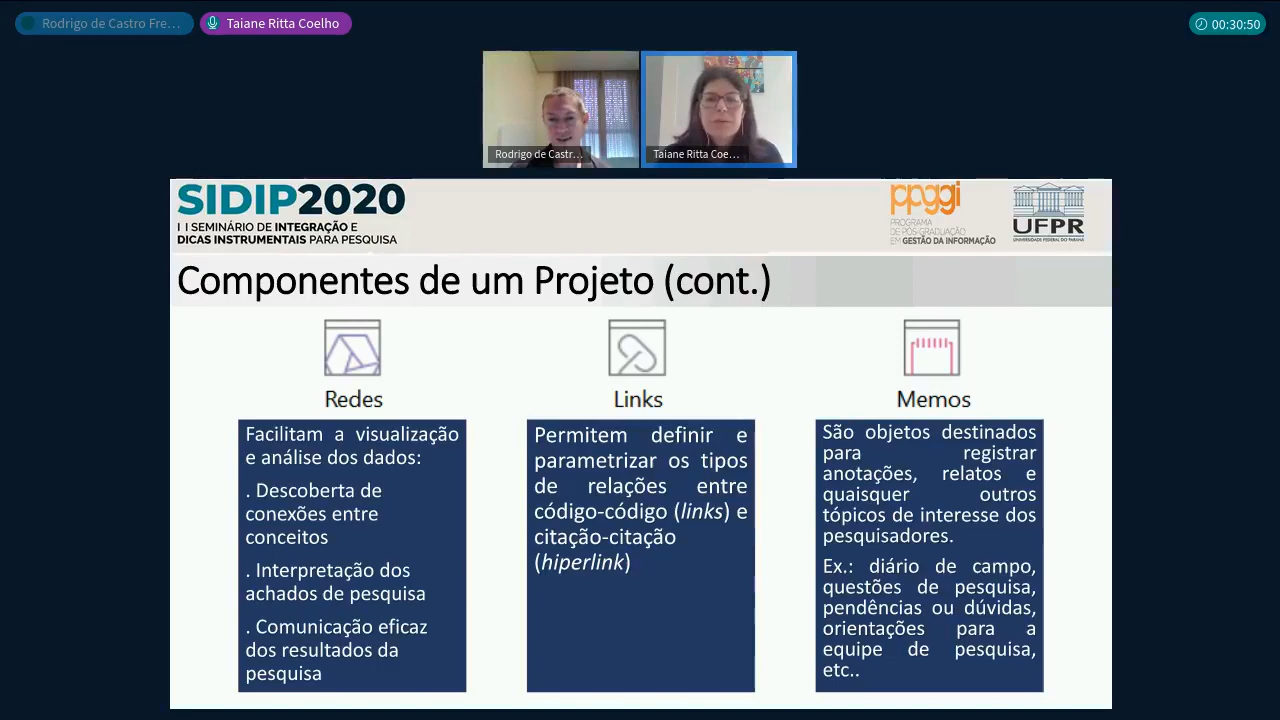 Rodrigo de Castro Fre...
Taiane Ritta Coelho
00:30:50
Rodrigo de Castr...
Taiane Ritta Coe...
SIDIP2020
II SEMINÁRIO DE INTEGRAÇÃO E
DICAS INSTRUMENTAIS PARA PESQUISA
ppggi
PROGRAMA
DE PÓS-GRADUAÇÃO
EM GESTÃO DA INFORMAÇÃO
UFPR
UNIVERSIDADE FEDERAL DO PARANÁ
Componentes de um Projeto (cont.)
Redes
Facilitam a visualização
e análise dos dados:
. Descoberta de
conexões entre
conceitos
. Interpretação dos
achados de pesquisa
. Comunicação eficaz
dos resultados da
pesquisa
Links
Permitem definir e
parametrizar os tipos
de relações entre
código-código (links) e
citação-citação
(hiperlink)
Memos
São objetos destinados
para registrar
anotações, relatos e
quaisquer outros
tópicos de interesse dos
pesquisadores.
Ex.: diário de campo,
questões de pesquisa,
pendências ou dúvidas,
orientações para a
equipe de pesquisa,
etc..